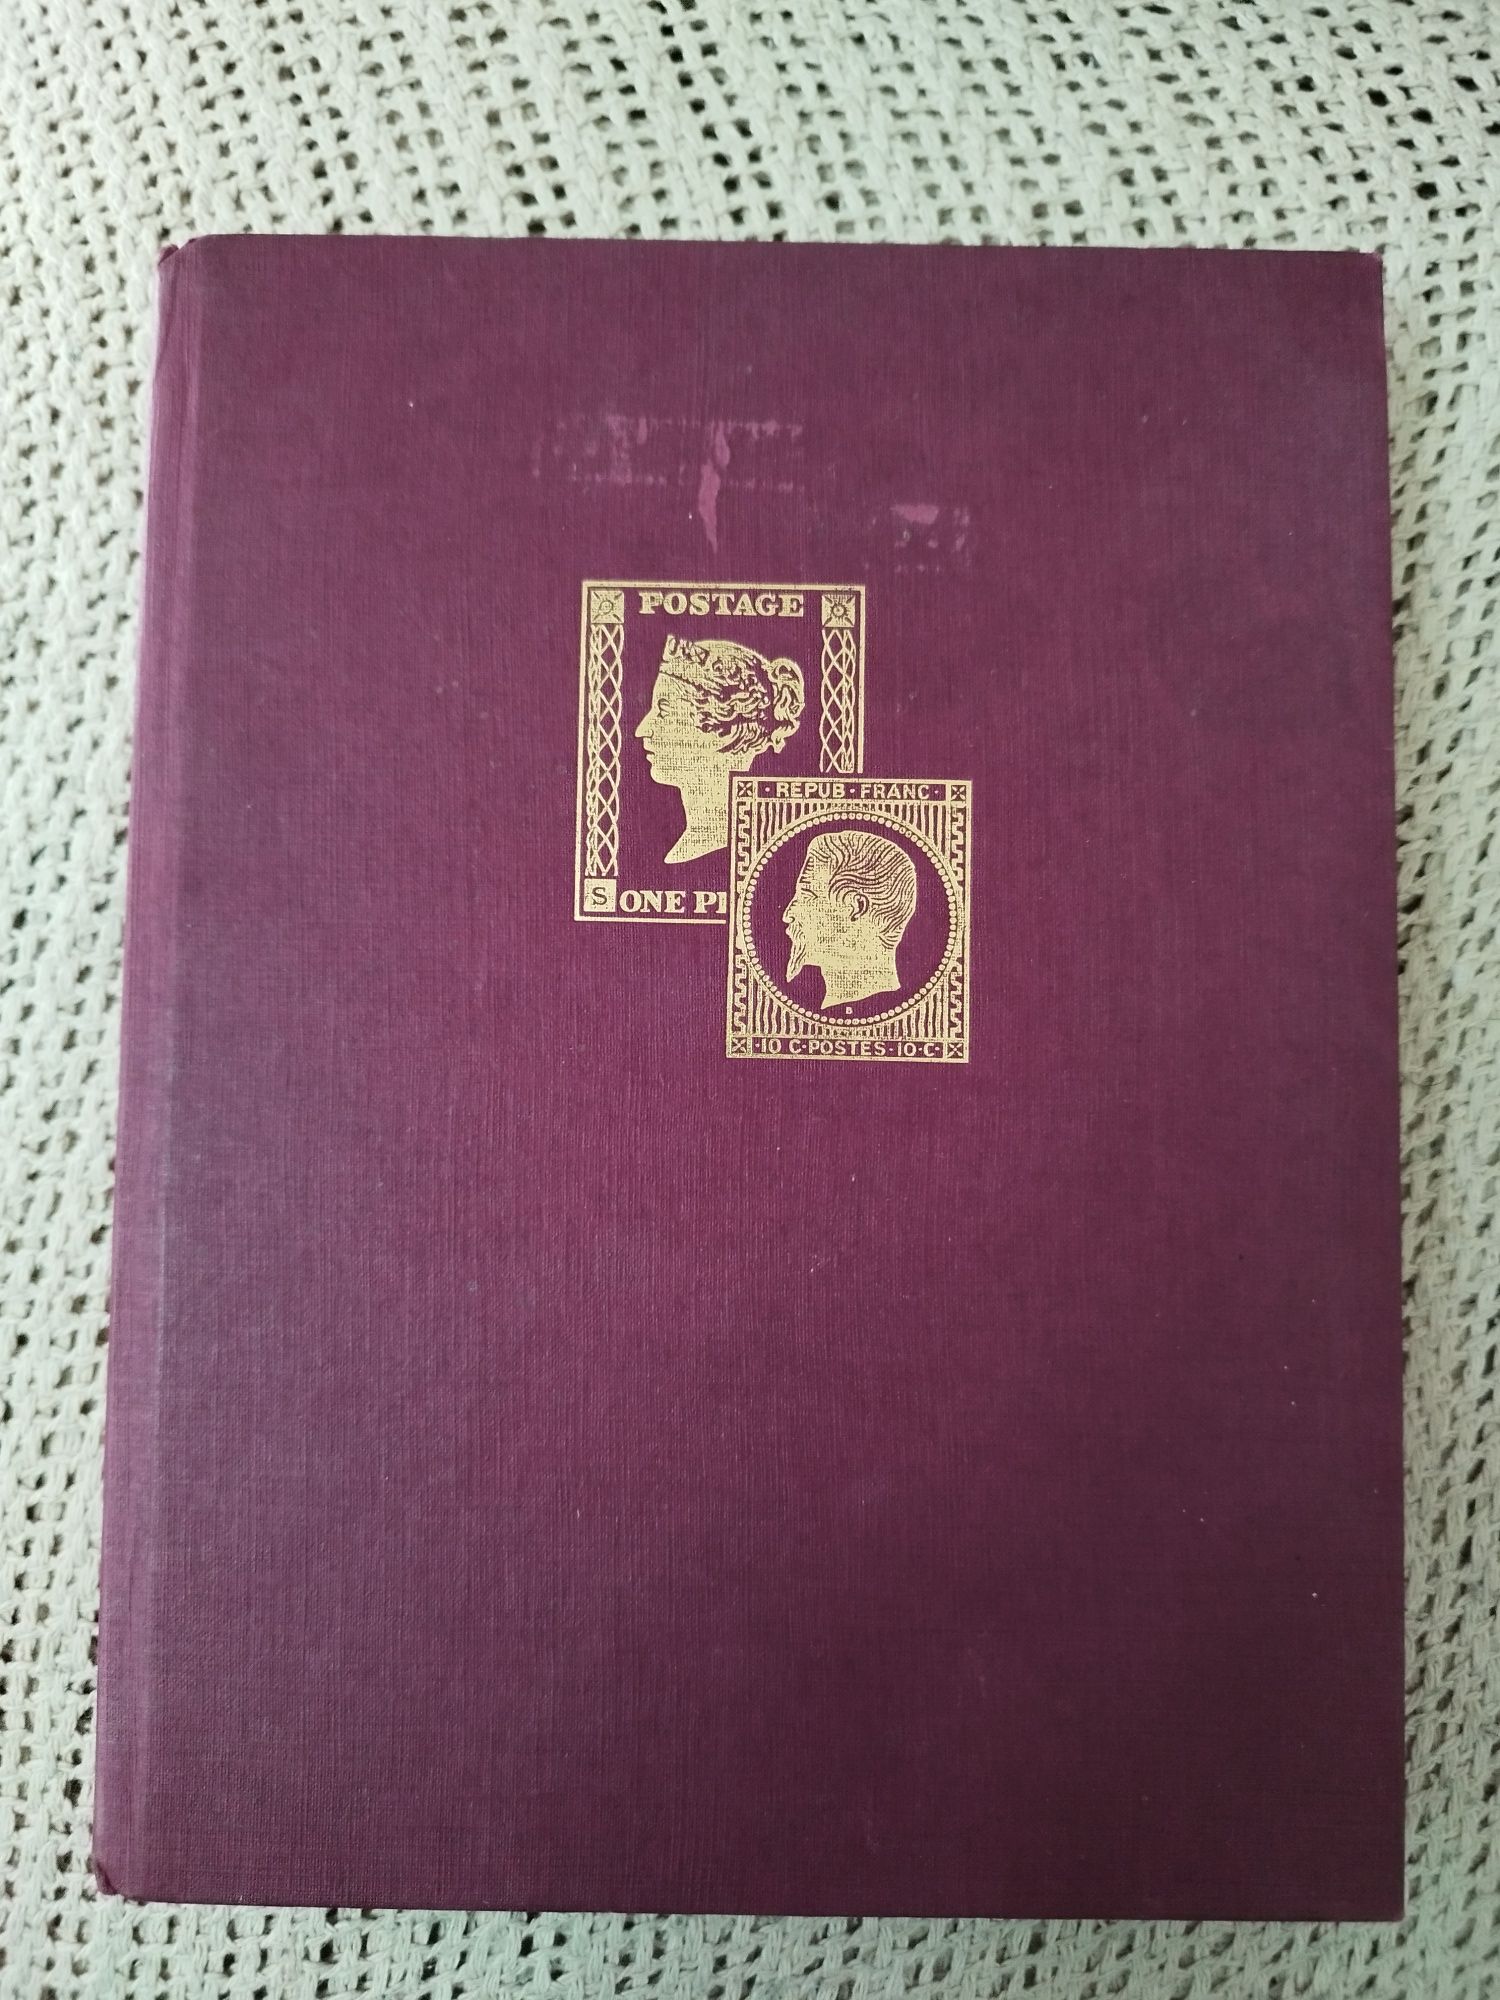 POSTAGE
S ONE P
REPUB · FRANC ·
B
· 10 C · POSTES · 10 · C ·